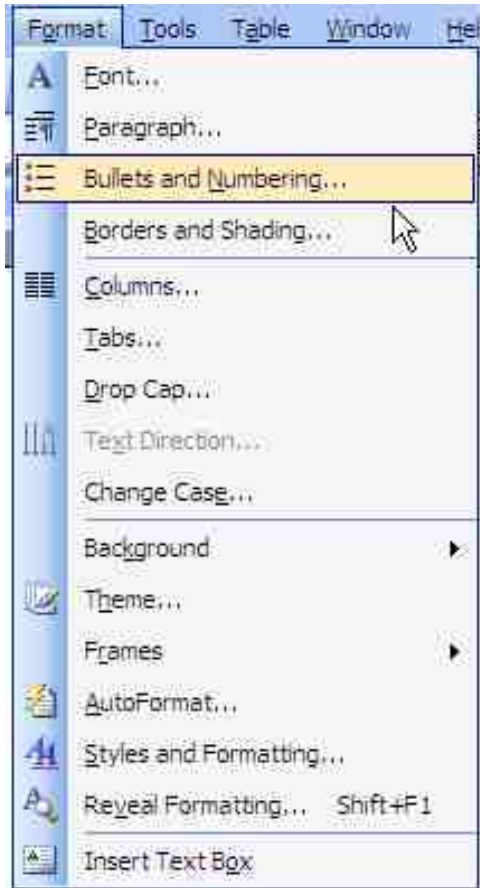 Format Tools Table Window Hel
Font...
Paragraph...
Bullets and Numbering...
Borders and Shading...
Columns...
Tabs...
Drop Cap...
Text Direction...
Change Case...
Background
Theme...
Frames
AutoFormat...
Styles and Formatting...
Reveal Formatting... Shift+F1
Insert Text Box